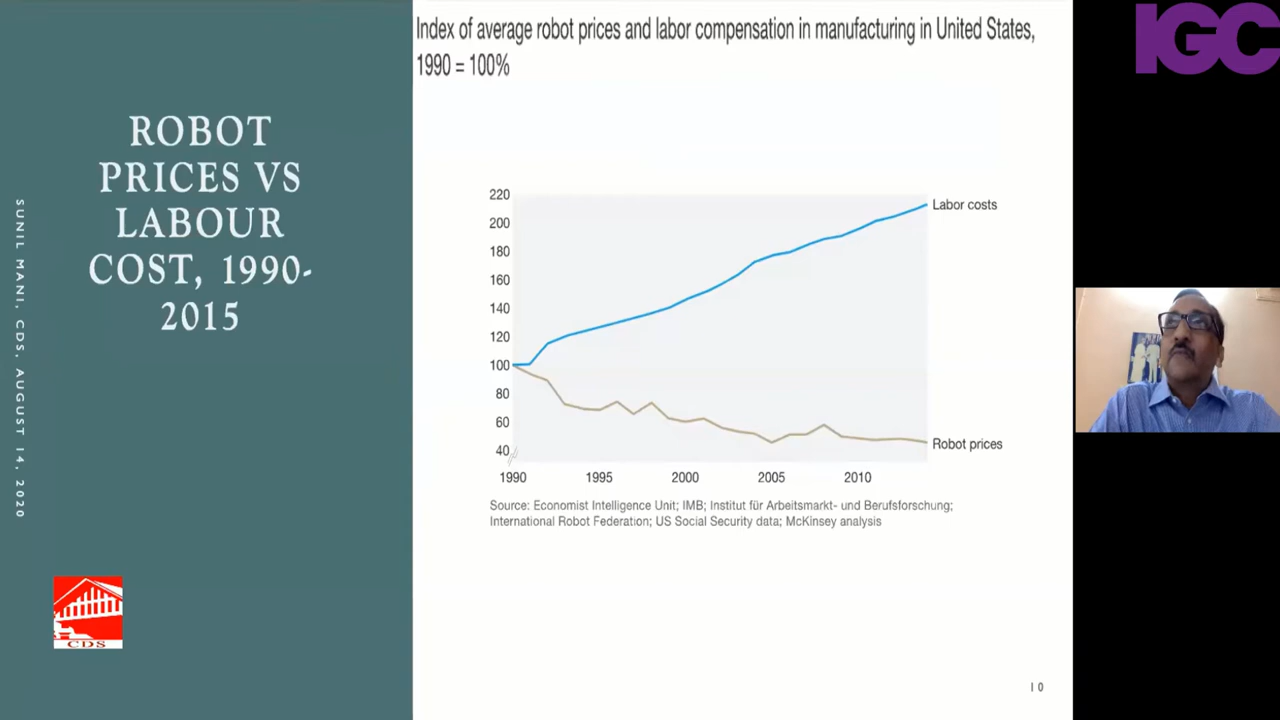 IGC
Index of average robot prices and labor compensation in manufacturing in United States,
1990 = 100%
ROBOT
PRICES VS
LABOUR
COST, 1990-
2015
SUNIL MANI, CDS, AUGUST 14, 2020
220
200
180
160
140
120
100
80
60
40
Labor costs
Robot prices
1990 1995 2000 2005 2010
Source: Economist Intelligence Unit; IMB; Institut für Arbeitsmarkt- und Berufsforschung;
International Robot Federation; US Social Security data; McKinsey analysis
CDS
10